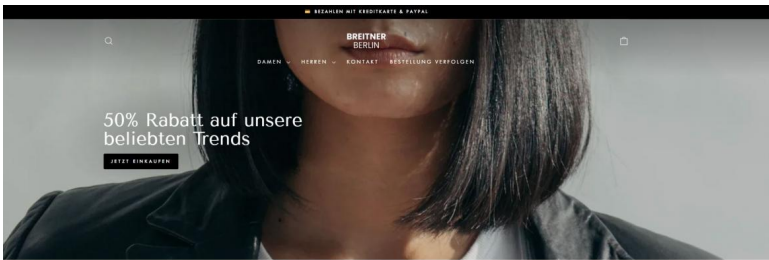 BEZAHLEN MIT KREDITKARTE & PAYPAL
BREITNER
BERLIN
DAMEN HERREN KONTAKT BESTELLUNG VERFOLGEN
50% Rabatt auf unsere
beliebten Trends
JETZT EINKAUFEN